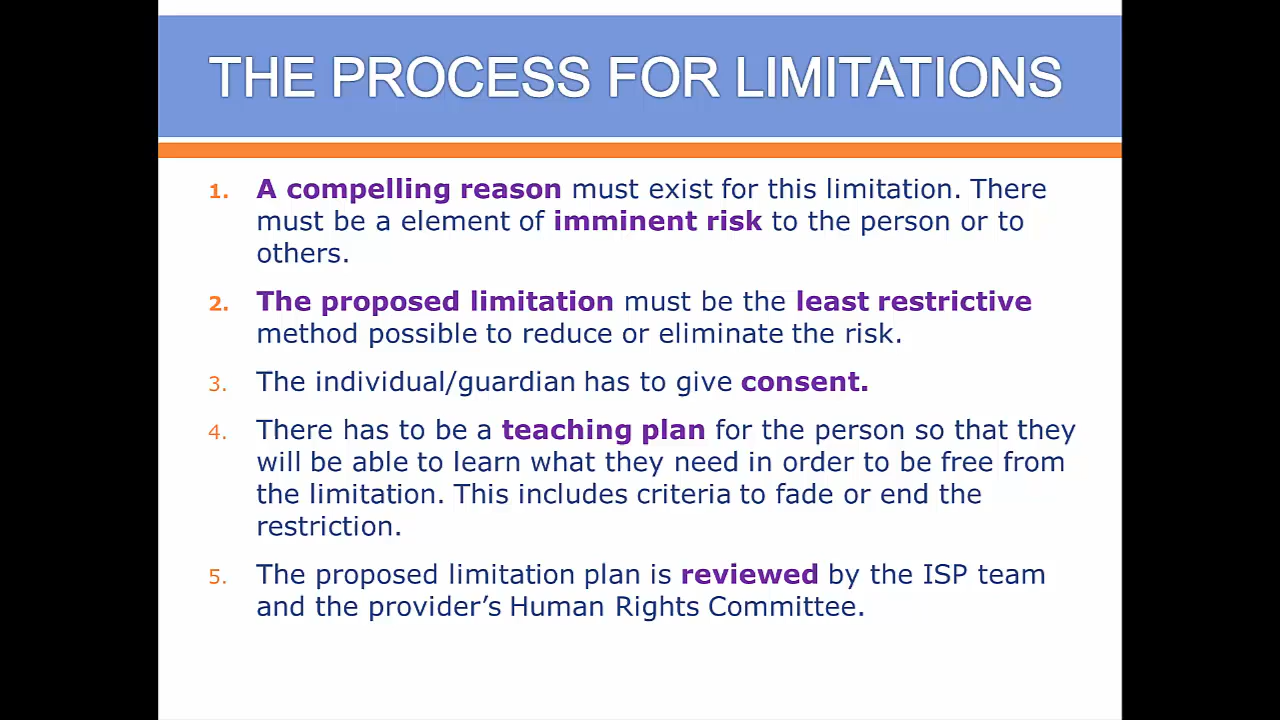 THE PROCESS FOR LIMITATIONS
1. A compelling reason must exist for this limitation. There
must be a element of imminent risk to the person or to
others.
2. The proposed limitation must be the least restrictive
method possible to reduce or eliminate the risk.
3. The individual/guardian has to give consent.
4. There has to be a teaching plan for the person so that they
will be able to learn what they need in order to be free from
the limitation. This includes criteria to fade or end the
restriction.
5. The proposed limitation plan is reviewed by the ISP team
and the provider’s Human Rights Committee.